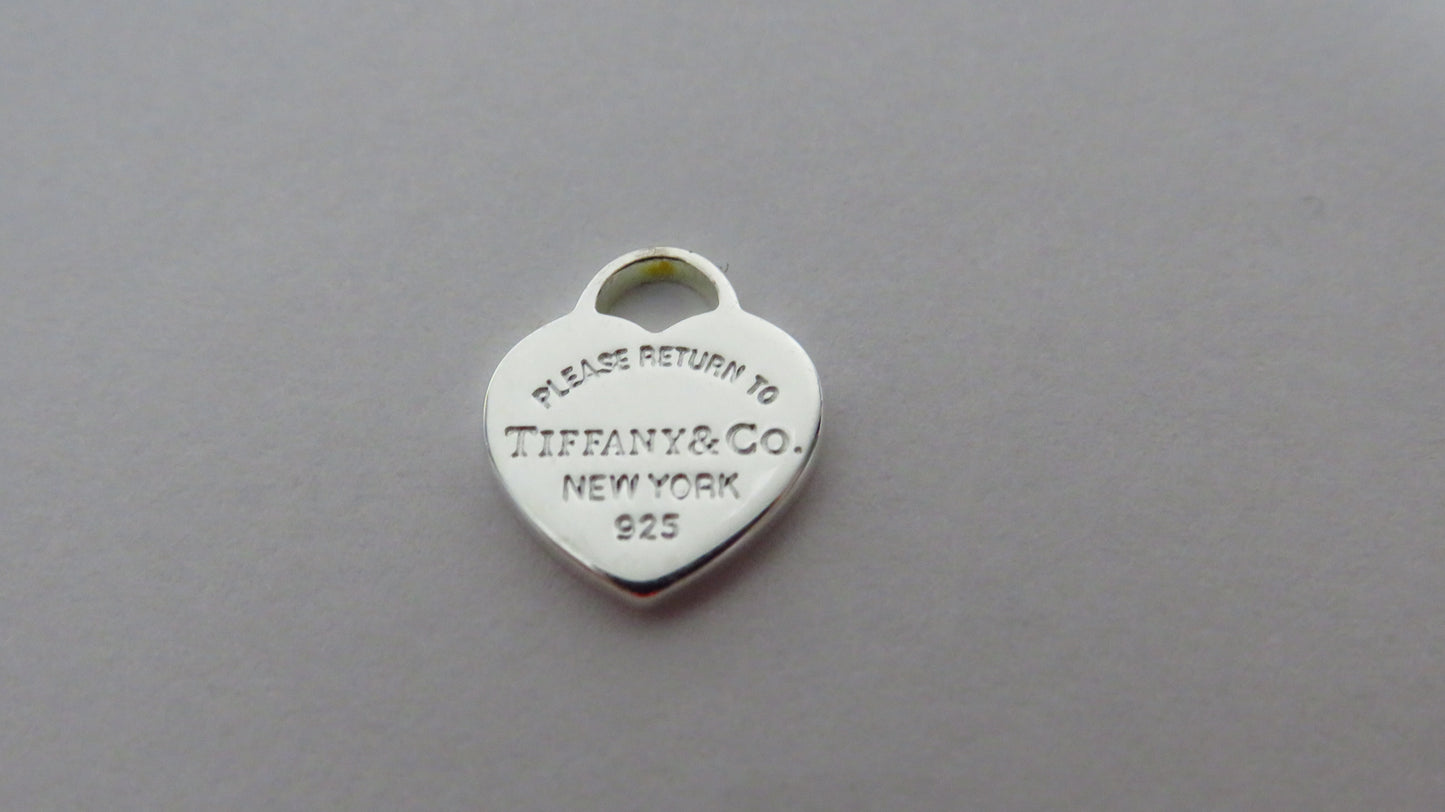 PLEASE RETURN TO
TIFFANY & CO.
NEW YORK
925